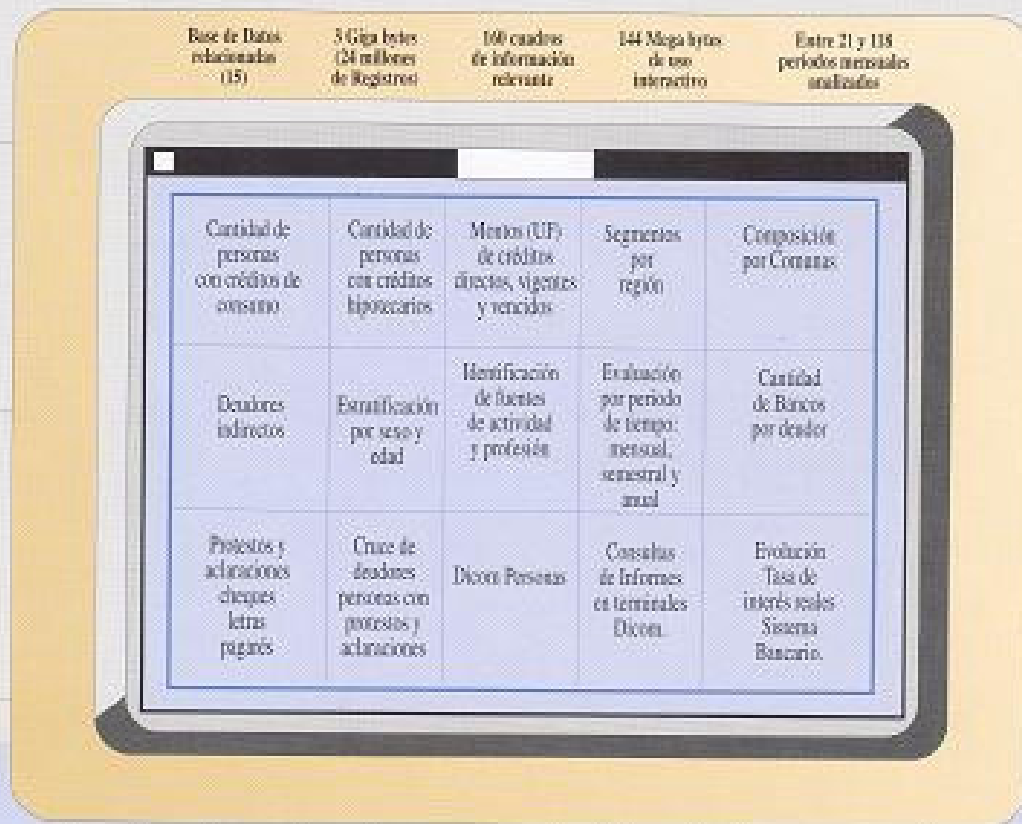 Base de Datos
relacionadas
(15)
3 Giga bytes
(24 millones
de Registros)
160 cuadros
de información
relevante
144 Mega bytes
de uso
interactivo
Entre 21 y 118
períodos mensuales
analizados
Cantidad de
personas
con créditos de
consumo
Cantidad de
personas
con créditos
hipotecarios
Montos (UF)
de créditos
directos, vigentes
y vencidos
Segmentos
por
región
Composición
por Comunas
Deudores
indirectos
Estratificación
por sexo y
edad
Identificación
de fuentes
de actividad
y profesión
Evaluación
por período
de tiempo:
mensual,
semestral y
anual
Cantidad
de Bancos
por deudor
Protestos y
aclaraciones
cheques
letras
pagarés
Cruce de
deudores
personas con
protestos y
aclaraciones
Dicom Personas
Consultas
de Informes
en terminales
Dicom.
Evolución
Tasa de
interés reales
Sistema
Bancario.